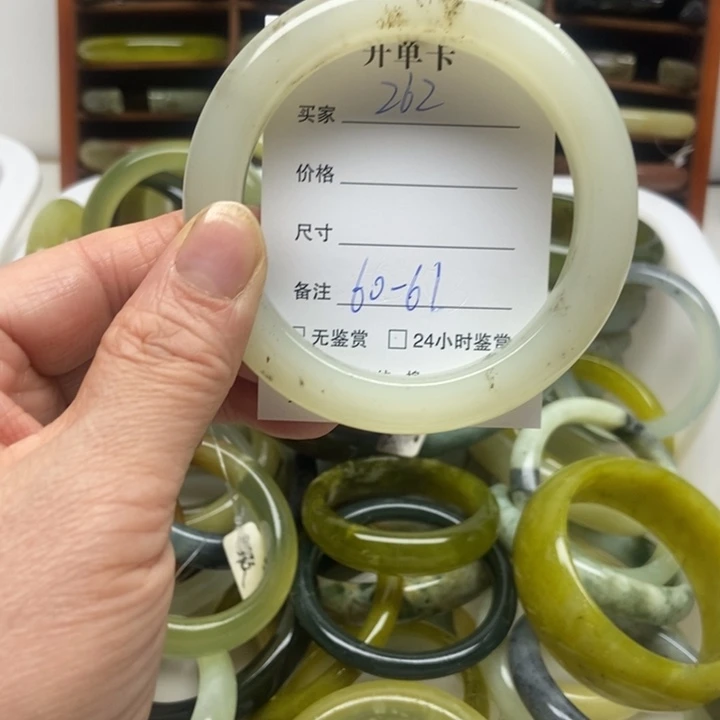 开单卡
买家 262
价格
尺寸
备注 60-61
□ 无鉴赏 □ 24小时鉴赏